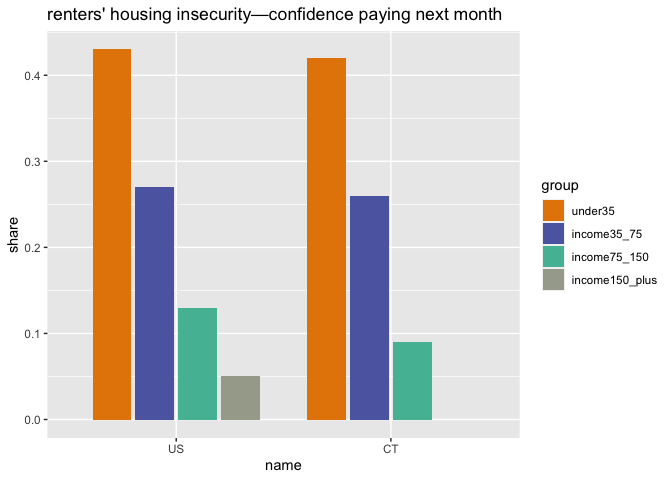 renters' housing insecurity—confidence paying next month
share
0.4
0.3
0.2
0.1
0.0
US
CT
name
group
under35
income35_75
income75_150
income150_plus